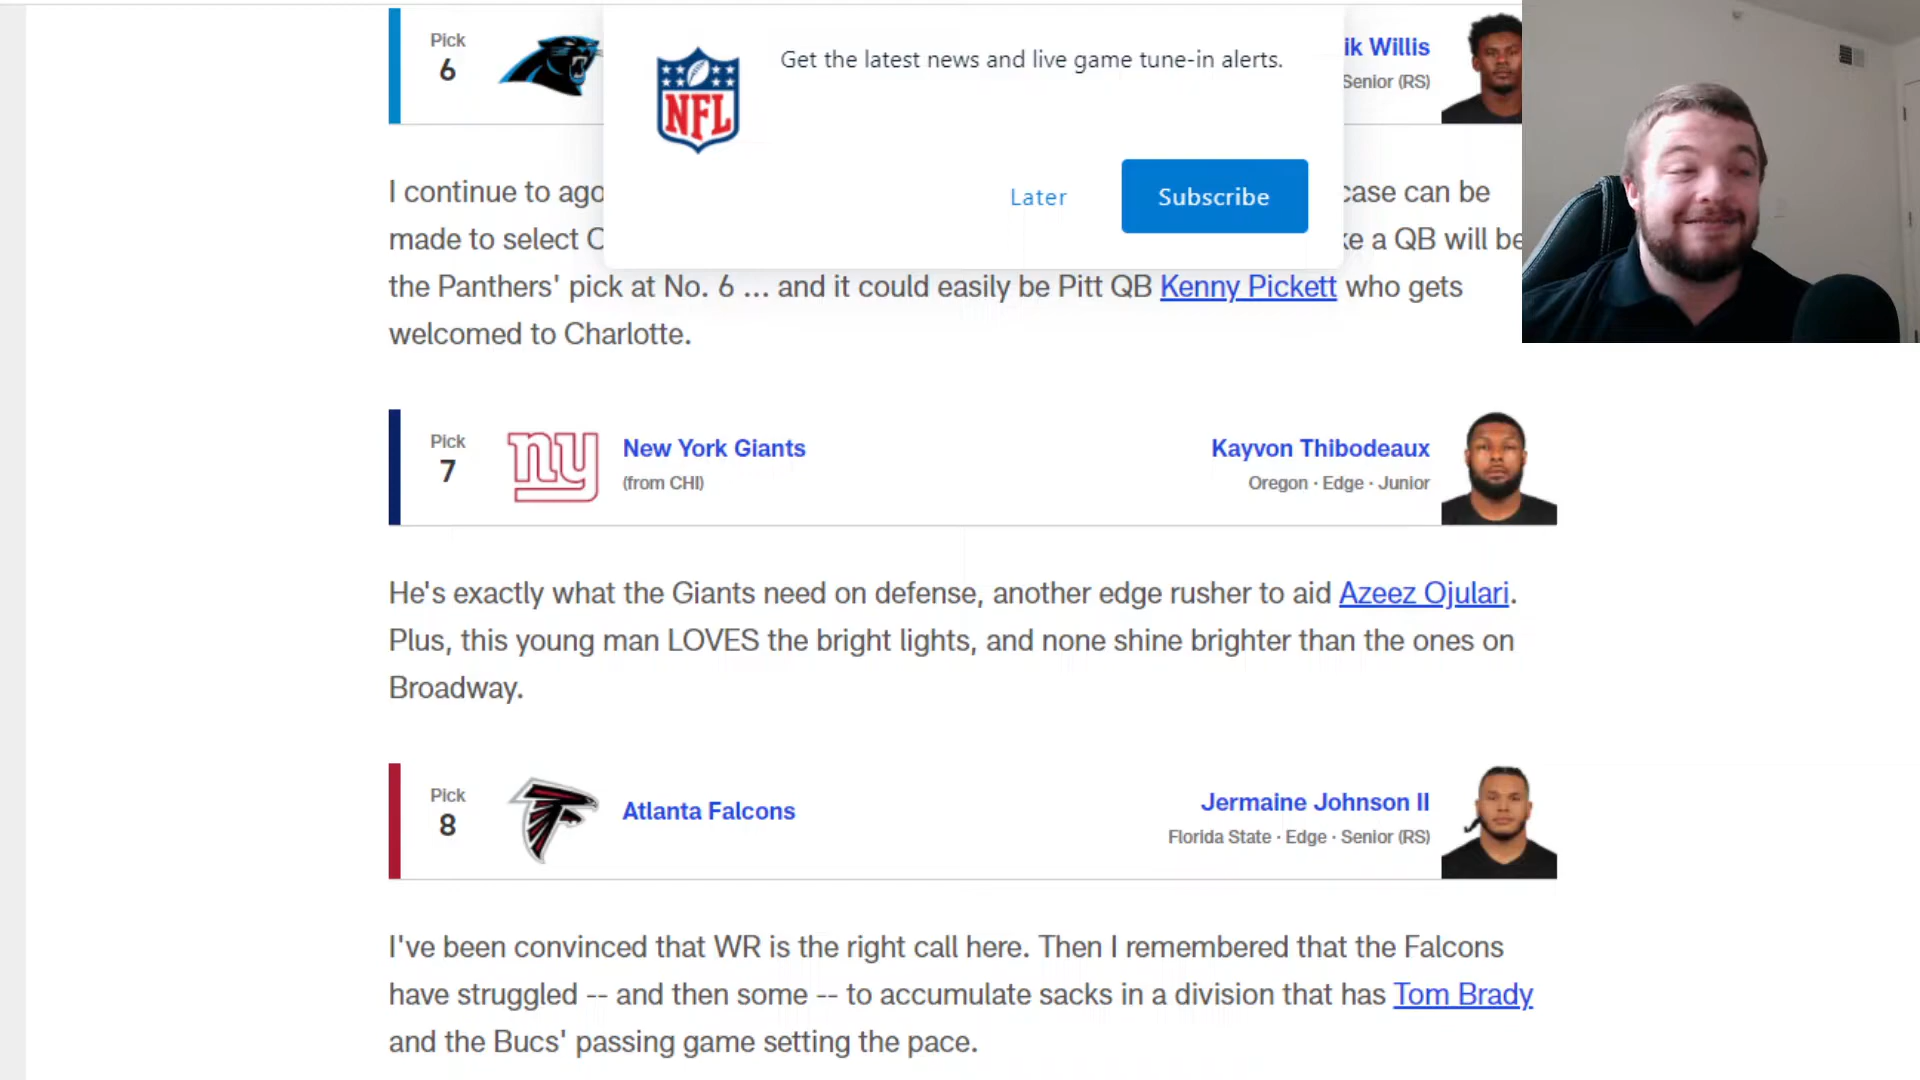 Pick
6
NFL
Get the latest news and live game tune-in alerts.
Later
Subscribe
ik Willis
Senior (RS)
I continue to ago case can be
made to select C ke a QB will be
the Panthers' pick at No. 6 ... and it could easily be Pitt QB Kenny Pickett who gets
welcomed to Charlotte.
Pick
7
ny
New York Giants
(from CHI)
Kayvon Thibodeaux
Oregon · Edge · Junior
He's exactly what the Giants need on defense, another edge rusher to aid Azeez Ojulari.
Plus, this young man LOVES the bright lights, and none shine brighter than the ones on
Broadway.
Pick
8
Atlanta Falcons
Jermaine Johnson II
Florida State · Edge · Senior (RS)
I've been convinced that WR is the right call here. Then I remembered that the Falcons
have struggled -- and then some -- to accumulate sacks in a division that has Tom Brady
and the Bucs' passing game setting the pace.